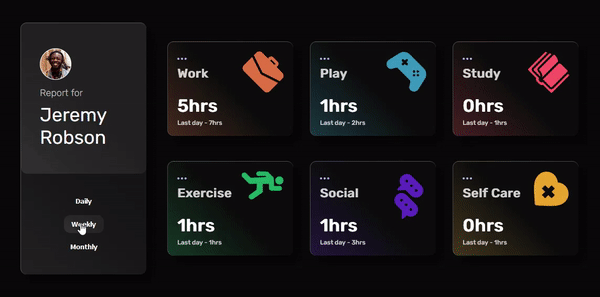 Report for
Jeremy
Robson
Daily
Weekly
Monthly
Work
5hrs
Last day - 7hrs
Play
1hrs
Last day - 2hrs
Study
0hrs
Last day - 1hrs
Exercise
1hrs
Last day - 1hrs
Social
1hrs
Last day - 3hrs
Self Care
0hrs
Last day - 1hrs